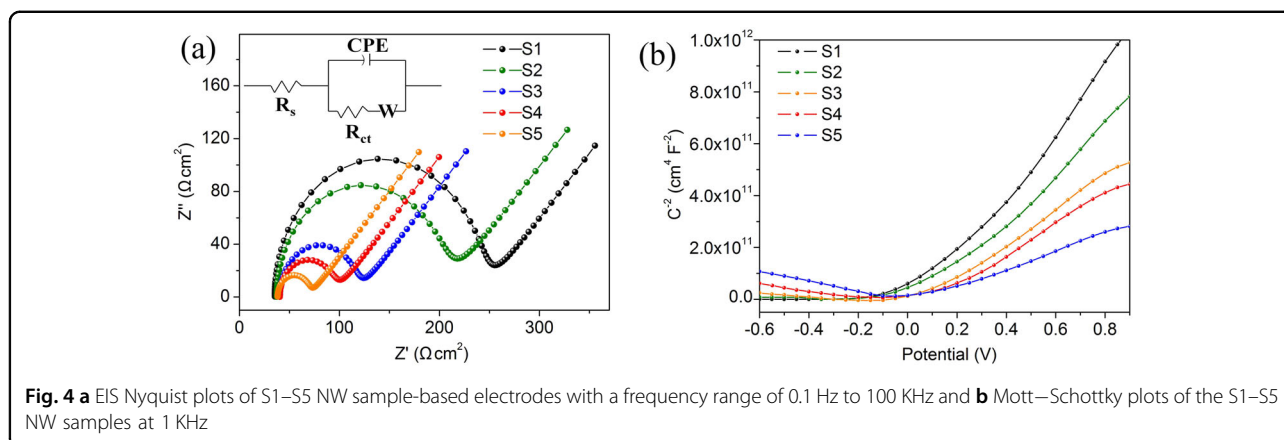 (a)
CPE
R_s
W
R_ct
S1
S2
S3
S4
S5
Z'' (Ω cm²)
160
120
80
40
0
0 100 200 300
Z' (Ω cm²)
(b)
S1
S2
S3
S4
S5
C⁻² (cm⁴ F⁻²)
1.0x10¹²
8.0x10¹¹
6.0x10¹¹
4.0x10¹¹
2.0x10¹¹
0.0
-0.6 -0.4 -0.2 0.0 0.2 0.4 0.6 0.8
Potential (V)
Fig. 4 a EIS Nyquist plots of S1–S5 NW sample-based electrodes with a frequency range of 0.1 Hz to 100 KHz and b Mott−Schottky plots of the S1–S5
NW samples at 1 KHz